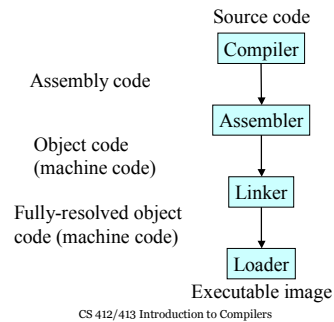 Source code
Compiler
Assembly code
Assembler
Object code
(machine code)
Linker
Fully-resolved object
code (machine code)
Loader
Executable image
CS 412/413 Introduction to Compilers